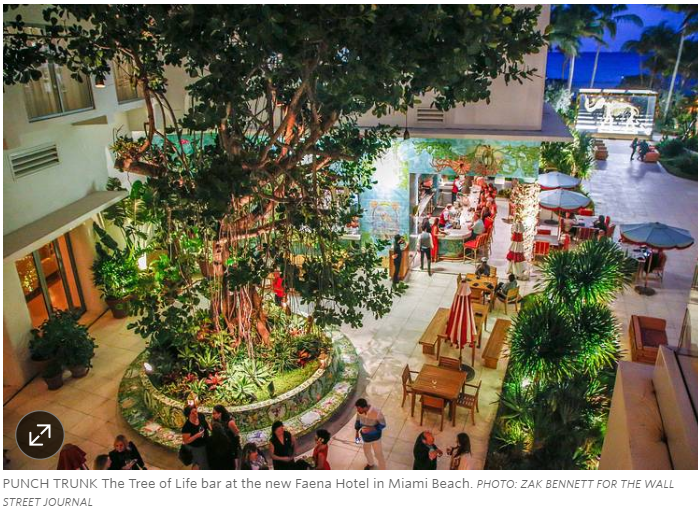 PUNCH TRUNK The Tree of Life bar at the new Faena Hotel in Miami Beach. PHOTO: ZAK BENNETT FOR THE WALL
STREET JOURNAL